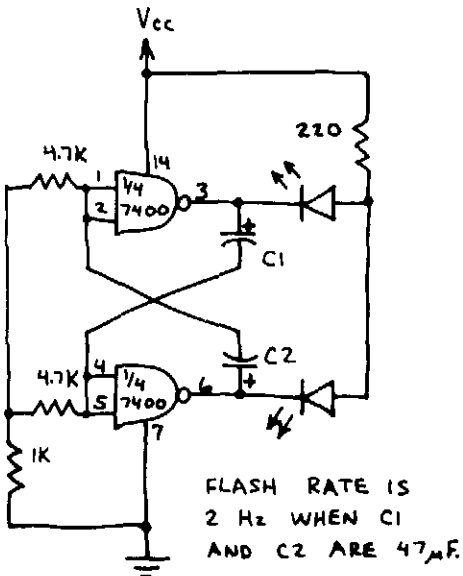 Vcc
220
4.7K
14
1
1/4
3
2
7400
+
C1
C2
4.7K
4
1/4
6
+
5
7400
7
1K
FLASH RATE IS
2 Hz WHEN C1
AND C2 ARE 47µF.